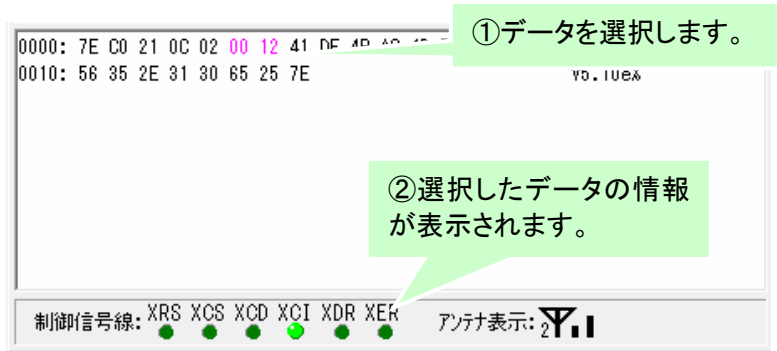 ①データを選択します。
0000: 7E C0 21 0C 02 00 12 41 DE 4B
0010: 56 35 2E 31 30 65 25 7E V5.10e%
②選択したデータの情報
が表示されます。
制御信号線: XRS XCS XCD XCI XDR XER アンテナ表示: 2